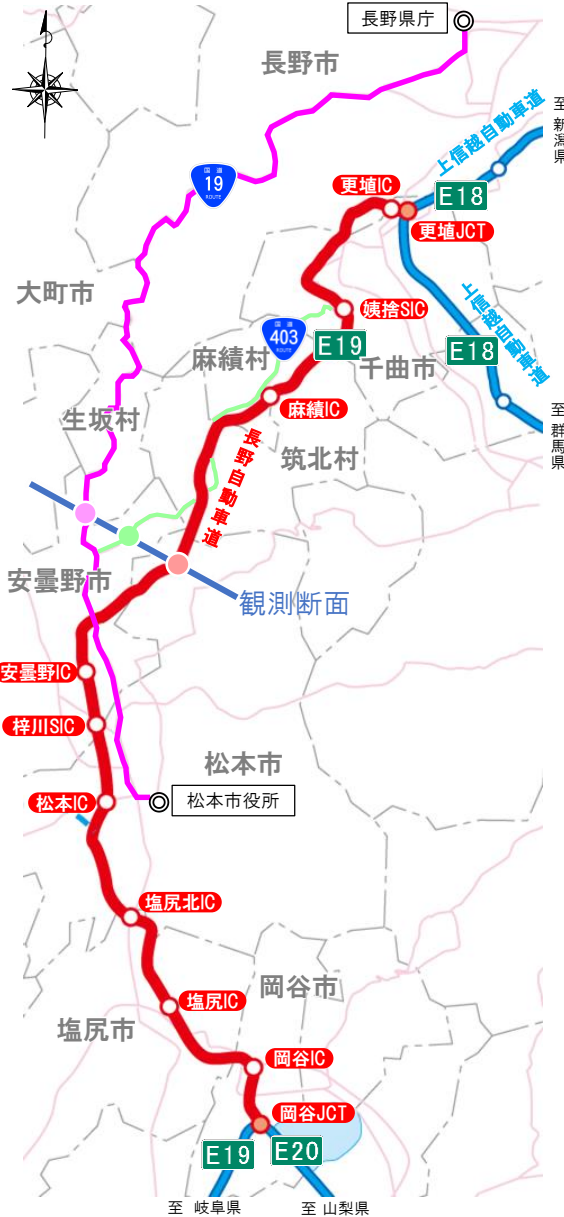 長野県庁
長野市
至 新潟県
上信越自動車道
国道
19
ROUTE
更埴IC
E18
更埴JCT
大町市
姨捨SIC
上信越自動車道
国道
403
ROUTE
E19
E18
麻績村
千曲市
麻績IC
至 群馬県
生坂村
長野自動車道
筑北村
安曇野市
観測断面
安曇野IC
梓川SIC
松本市
松本IC
松本市役所
塩尻北IC
岡谷市
塩尻IC
塩尻市
岡谷IC
岡谷JCT
E19
E20
至 岐阜県
至 山梨県